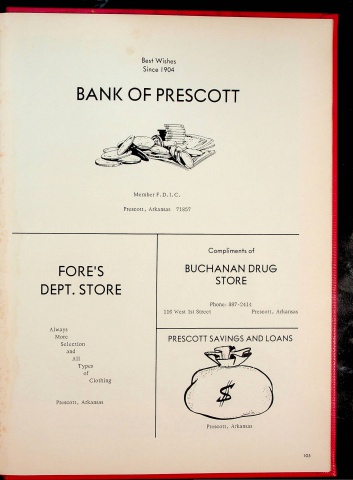 Best Wishes
Since 1904
BANK OF PRESCOTT
Member F.D.I.C.
Prescott, Arkansas 71857
FORE'S
DEPT. STORE
Always
More
Selection
and
All
Types
of
Clothing
Prescott, Arkansas
Compliments of
BUCHANAN DRUG
STORE
Phone: 887-2414
126 West 1st Street Prescott, Arkansas
PRESCOTT SAVINGS AND LOANS
$
Prescott, Arkansas
103